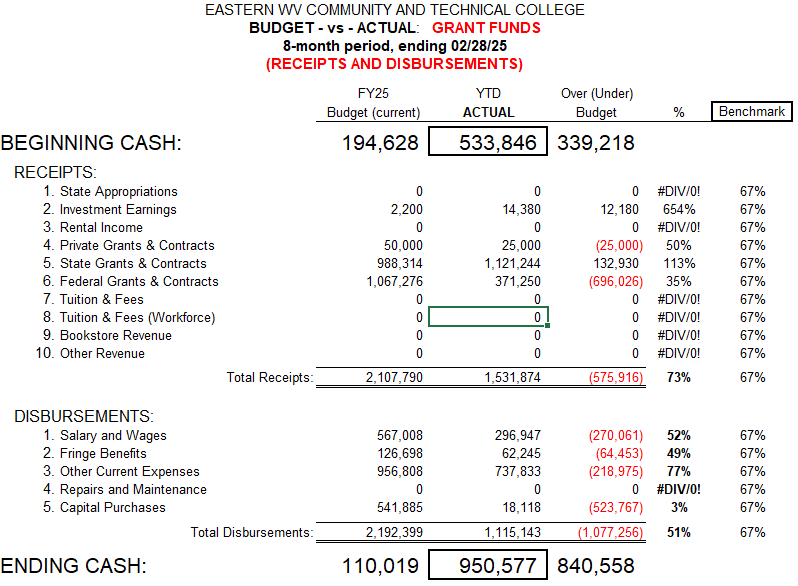 EASTERN WV COMMUNITY AND TECHNICAL COLLEGE
BUDGET - vs - ACTUAL: GRANT FUNDS
8-month period, ending 02/28/25
(RECEIPTS AND DISBURSEMENTS)
FY25 YTD Over (Under)
Budget (current) ACTUAL Budget % Benchmark
BEGINNING CASH: 194,628 533,846 339,218
RECEIPTS:
1. State Appropriations 0 0 0 #DIV/0! 67%
2. Investment Earnings 2,200 14,380 12,180 654% 67%
3. Rental Income 0 0 0 #DIV/0! 67%
4. Private Grants & Contracts 50,000 25,000 (25,000) 50% 67%
5. State Grants & Contracts 988,314 1,121,244 132,930 113% 67%
6. Federal Grants & Contracts 1,067,276 371,250 (696,026) 35% 67%
7. Tuition & Fees 0 0 0 #DIV/0! 67%
8. Tuition & Fees (Workforce) 0 0 0 #DIV/0! 67%
9. Bookstore Revenue 0 0 0 #DIV/0! 67%
10. Other Revenue 0 0 0 #DIV/0! 67%
Total Receipts: 2,107,790 1,531,874 (575,916) 73% 67%
DISBURSEMENTS:
1. Salary and Wages 567,008 296,947 (270,061) 52% 67%
2. Fringe Benefits 126,698 62,245 (64,453) 49% 67%
3. Other Current Expenses 956,808 737,833 (218,975) 77% 67%
4. Repairs and Maintenance 0 0 0 #DIV/0! 67%
5. Capital Purchases 541,885 18,118 (523,767) 3% 67%
Total Disbursements: 2,192,399 1,115,143 (1,077,256) 51% 67%
ENDING CASH: 110,019 950,577 840,558